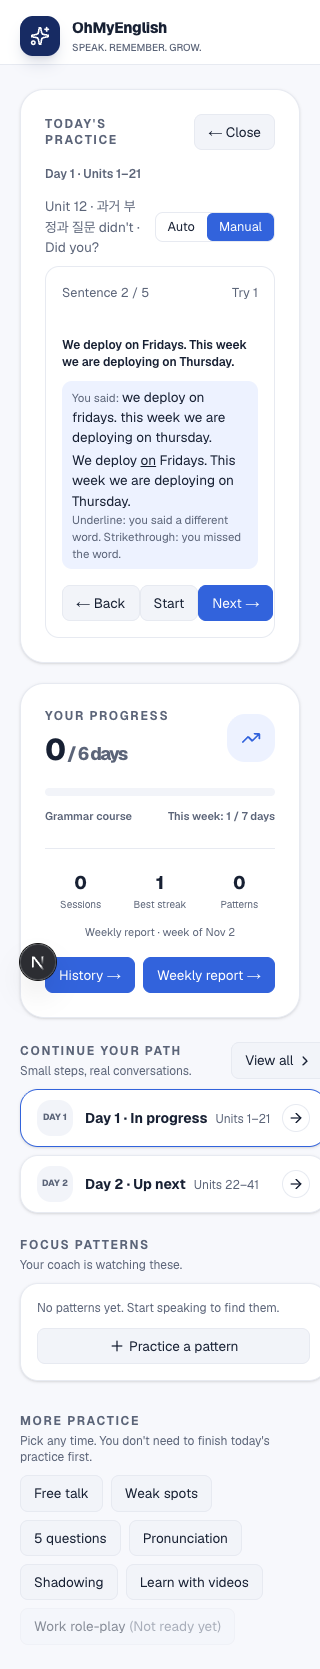 OhMyEnglish
SPEAK. REMEMBER. GROW.
TODAY'S
PRACTICE
← Close
Day 1 · Units 1–21
Unit 12 · 과거 부
정과 질문 didn't ·
Did you?
Auto
Manual
Sentence 2 / 5
Try 1
We deploy on Fridays. This week
we are deploying on Thursday.
You said: we deploy on
fridays. this week we are
deploying on thursday.
We deploy on Fridays. This
week we are deploying on
Thursday.
Underline: you said a different
word. Strikethrough: you missed
the word.
← Back
Start
Next →
YOUR PROGRESS
0 / 6 days
Grammar course
This week: 1 / 7 days
0
1
0
Sessions
Best streak
Patterns
Weekly report · week of Nov 2
N
History →
Weekly report →
CONTINUE YOUR PATH
Small steps, real conversations.
View all
DAY 1
Day 1 · In progress
Units 1–21
DAY 2
Day 2 · Up next
Units 22–41
FOCUS PATTERNS
Your coach is watching these.
No patterns yet. Start speaking to find them.
+ Practice a pattern
MORE PRACTICE
Pick any time. You don't need to finish today's
practice first.
Free talk
Weak spots
5 questions
Pronunciation
Shadowing
Learn with videos
Work role-play (Not ready yet)